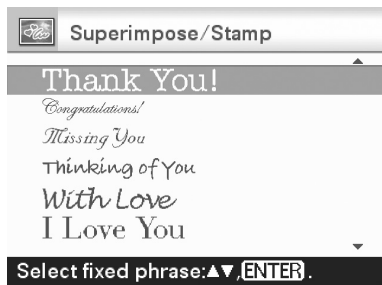 Superimpose/Stamp
Thank You!
Congratulations!
Missing You
Thinking of You
With Love
I Love You
Select fixed phrase:▲▼,ENTER.